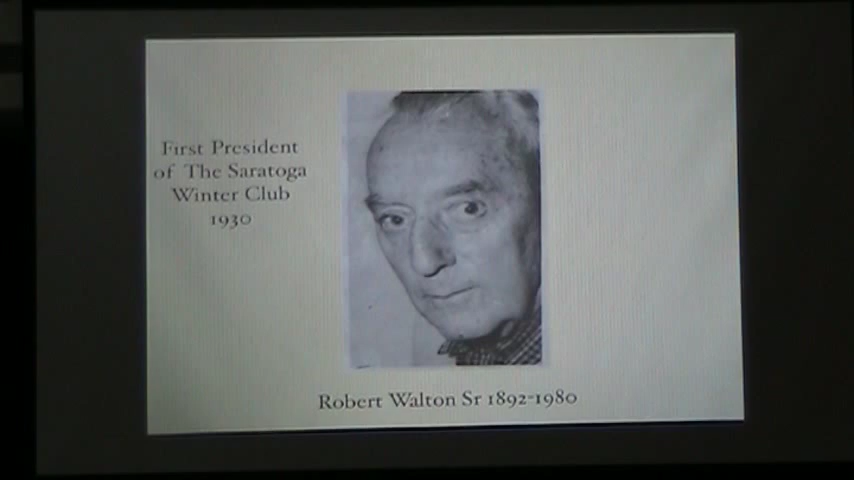 First President
of The Saratoga
Winter Club
1930
Robert Walton Sr 1892-1980